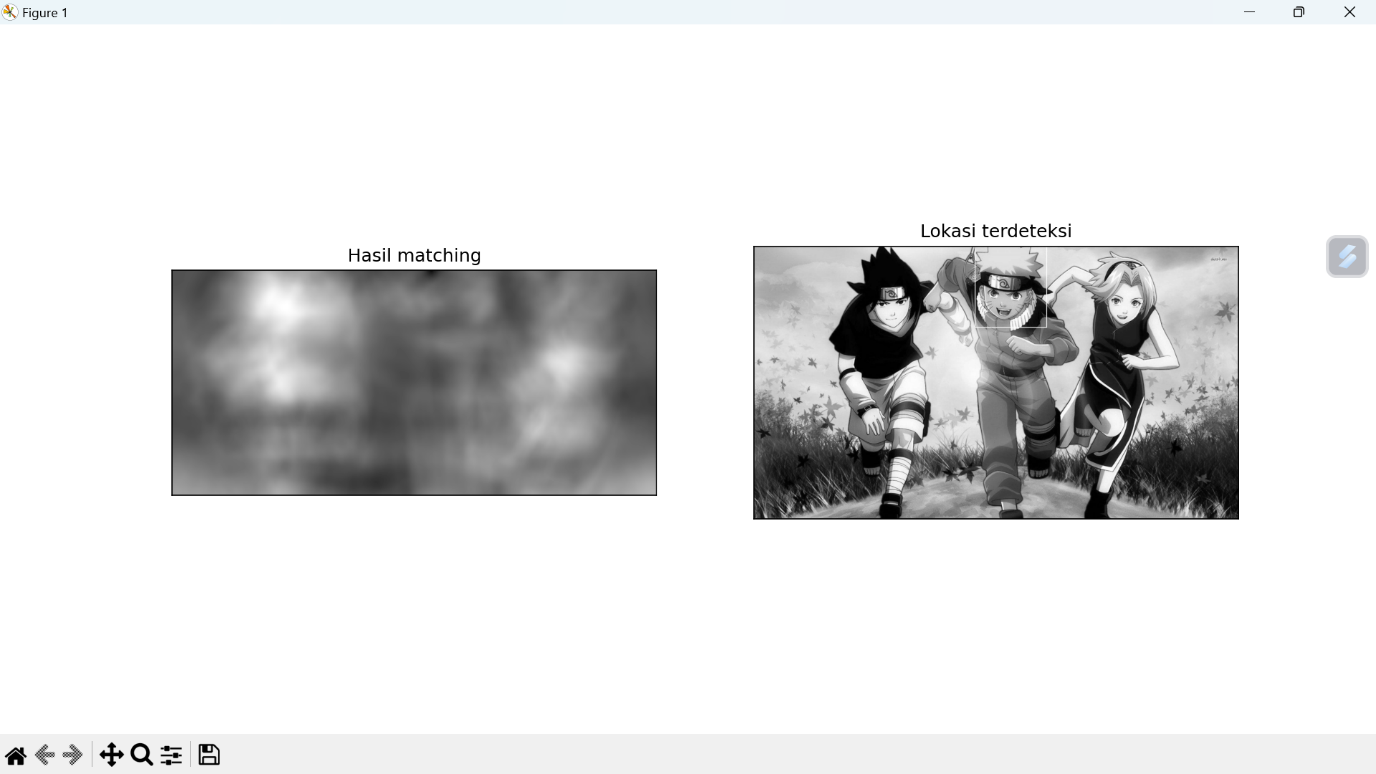 Figure 1
Lokasi terdeteksi
Hasil matching